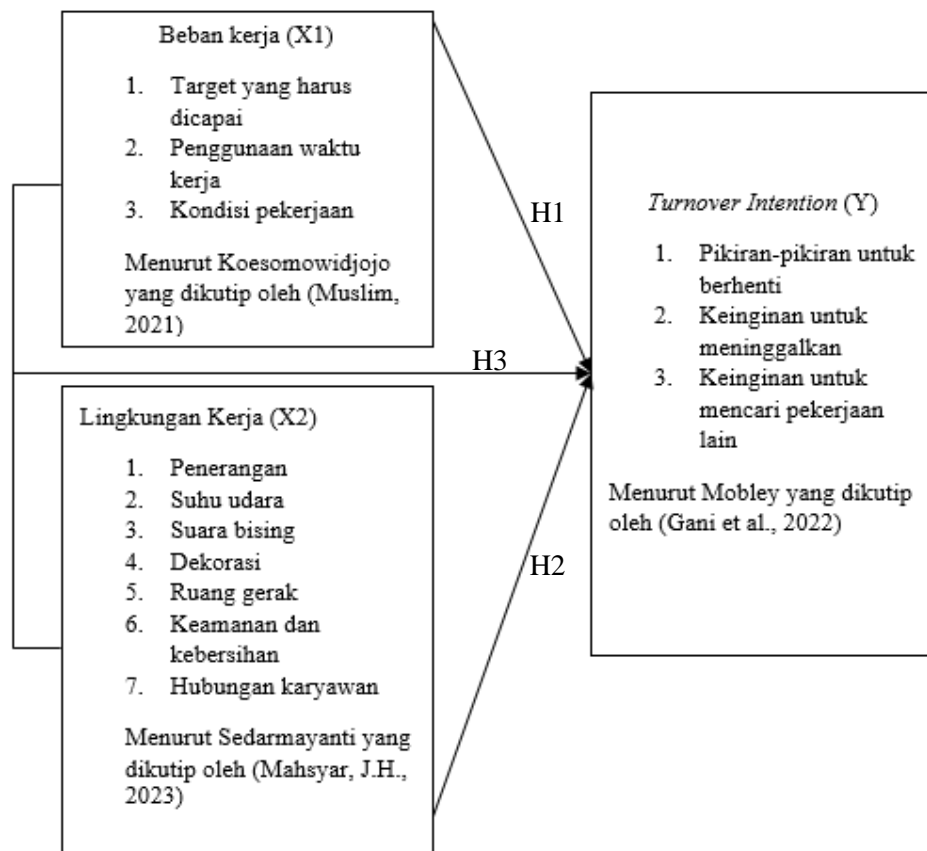 Beban kerja (X1)
1. Target yang harus
dicapai
2. Penggunaan waktu
kerja
3. Kondisi pekerjaan
Menurut Koesomowidjojo
yang dikutip oleh (Muslim,
2021)
H1
H3
Lingkungan Kerja (X2)
1. Penerangan
2. Suhu udara
3. Suara bising
4. Dekorasi
5. Ruang gerak
6. Keamanan dan
kebersihan
7. Hubungan karyawan
Menurut Sedarmayanti yang
dikutip oleh (Mahsyar, J.H.,
2023)
H2
Turnover Intention (Y)
1. Pikiran-pikiran untuk
berhenti
2. Keinginan untuk
meninggalkan
3. Keinginan untuk
mencari pekerjaan
lain
Menurut Mobley yang dikutip
oleh (Gani et al., 2022)